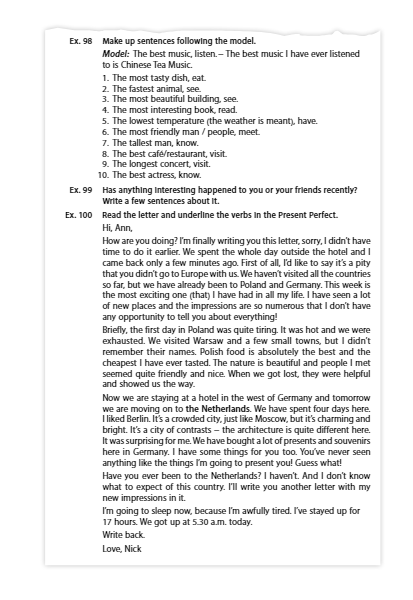 Ex. 98 Make up sentences following the model.
Model: The best music, listen. – The best music I have ever listened
to is Chinese Tea Music.
1. The most tasty dish, eat.
2. The fastest animal, see.
3. The most beautiful building, see.
4. The most interesting book, read.
5. The lowest temperature (the weather is meant), have.
6. The most friendly man / people, meet.
7. The tallest man, know.
8. The best café/restaurant, visit.
9. The longest concert, visit.
10. The best actress, know.
Ex. 99 Has anything interesting happened to you or your friends recently?
Write a few sentences about it.
Ex. 100 Read the letter and underline the verbs in the Present Perfect.
Hi, Ann,
How are you doing? I'm finally writing you this letter, sorry, I didn't have
time to do it earlier. We spent the whole day outside the hotel and I
came back only a few minutes ago. First of all, I'd like to say it's a pity
that you didn't go to Europe with us. We haven't visited all the countries
so far, but we have already been to Poland and Germany. This week is
the most exciting one (that) I have had in all my life. I have seen a lot
of new places and the impressions are so numerous that I don't have
any opportunity to tell you about everything!
Briefly, the first day in Poland was quite tiring. It was hot and we were
exhausted. We visited Warsaw and a few small towns, but I didn't
remember their names. Polish food is absolutely the best and the
cheapest I have ever tasted. The nature is beautiful and people I met
seemed quite friendly and nice. When we got lost, they were helpful
and showed us the way.
Now we are staying at a hotel in the west of Germany and tomorrow
we are moving on to the Netherlands. We have spent four days here.
I liked Berlin. It's a crowded city, just like Moscow, but it's charming and
bright. It's a city of contrasts – the architecture is quite different here.
It was surprising for me. We have bought a lot of presents and souvenirs
here in Germany. I have some things for you too. You've never seen
anything like the things I'm going to present you! Guess what!
Have you ever been to the Netherlands? I haven't. And I don't know
what to expect of this country. I'll write you another letter with my
new impressions in it.
I'm going to sleep now, because I'm awfully tired. I've stayed up for
17 hours. We got up at 5.30 a.m. today.
Write back.
Love, Nick